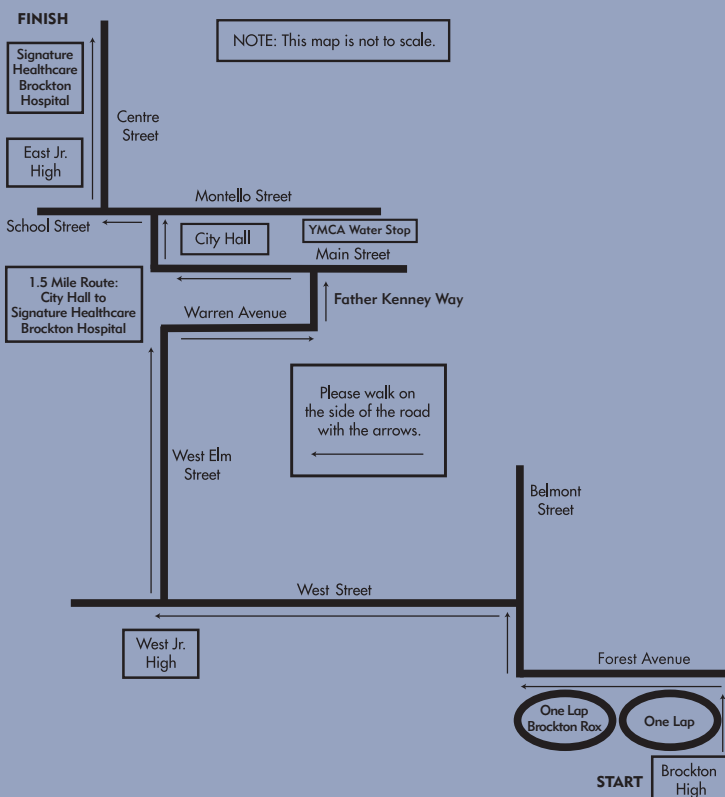 FINISH
NOTE: This map is not to scale.
Signature
Healthcare
Brockton
Hospital
Centre
Street
East Jr.
High
Montello Street
School Street
City Hall
YMCA Water Stop
Main Street
1.5 Mile Route:
City Hall to
Signature Healthcare
Brockton Hospital
Father Kenney Way
Warren Avenue
Please walk on
the side of the road
with the arrows.
West Elm
Street
Belmont
Street
West Street
West Jr.
High
Forest Avenue
One Lap
Brockton Rox
One Lap
START
Brockton
High